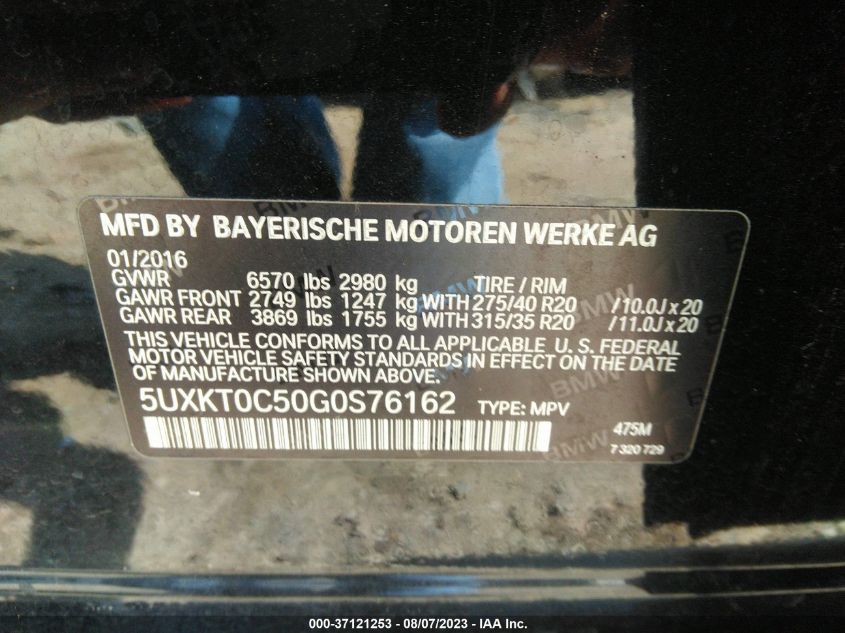 MFD BY BAYERISCHE MOTOREN WERKE AG
01/2016
GVWR 6570 lbs 2980 kg TIRE / RIM
GAWR FRONT 2749 lbs 1247 kg WITH 275/40 R20 /10.0J x 20
GAWR REAR 3869 lbs 1755 kg WITH 315/35 R20 /11.0J x 20
THIS VEHICLE CONFORMS TO ALL APPLICABLE U.S. FEDERAL
MOTOR VEHICLE SAFETY STANDARDS IN EFFECT ON THE DATE
OF MANUFACTURE SHOWN ABOVE.
5UXKT0C50G0S76162 TYPE: MPV
475M
7 320 729
000-37121253 - 08/07/2023 - IAA Inc.